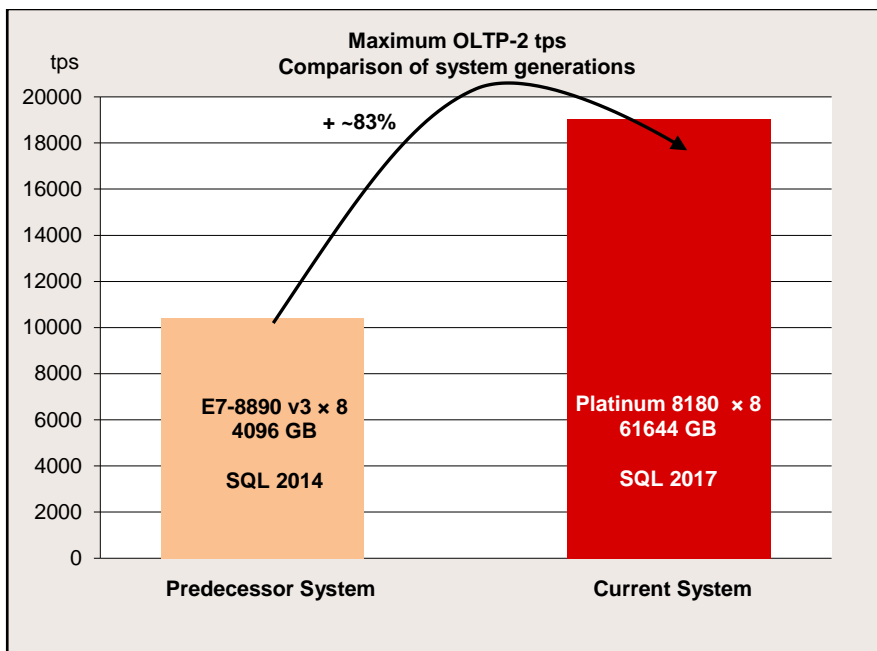 Maximum OLTP-2 tps
Comparison of system generations
tps
20000
18000
16000
14000
12000
10000
8000
6000
4000
2000
0
+ ~83%
E7-8890 v3 × 8
4096 GB
SQL 2014
Platinum 8180 × 8
61644 GB
SQL 2017
Predecessor System
Current System